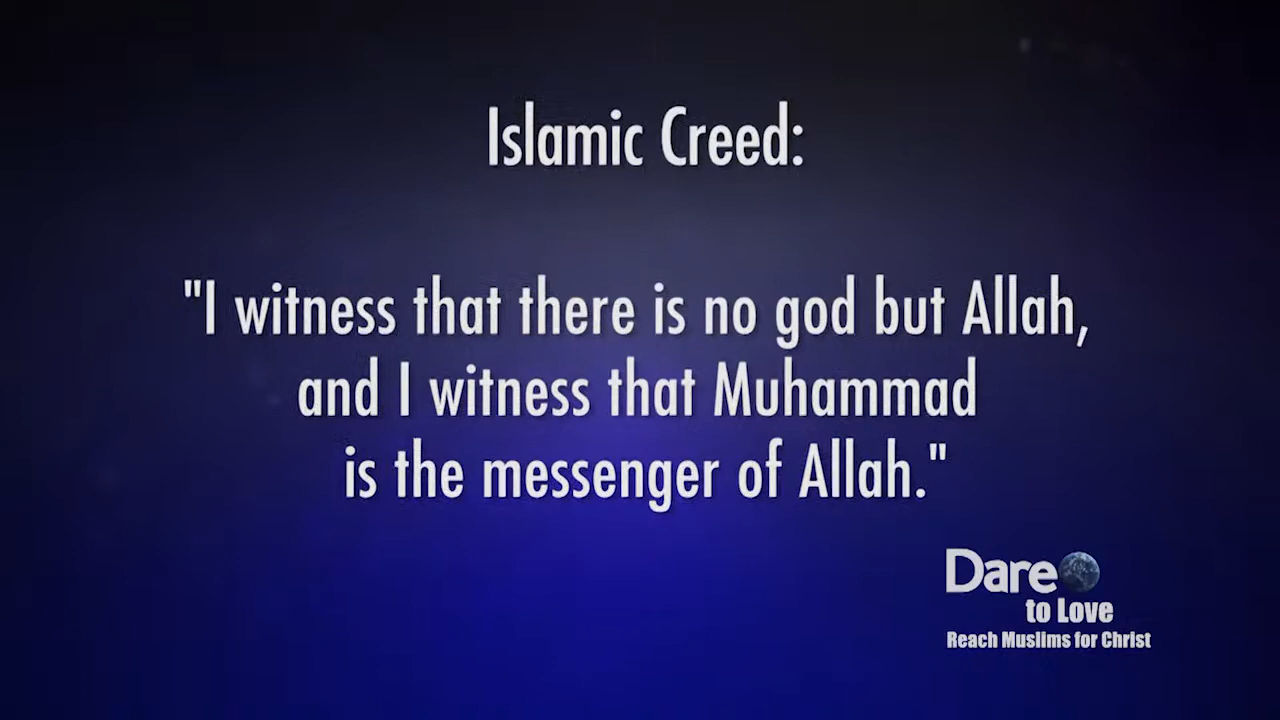 Islamic Creed:
"I witness that there is no god but Allah,
and I witness that Muhammad
is the messenger of Allah."
Dare
to Love
Reach Muslims for Christ